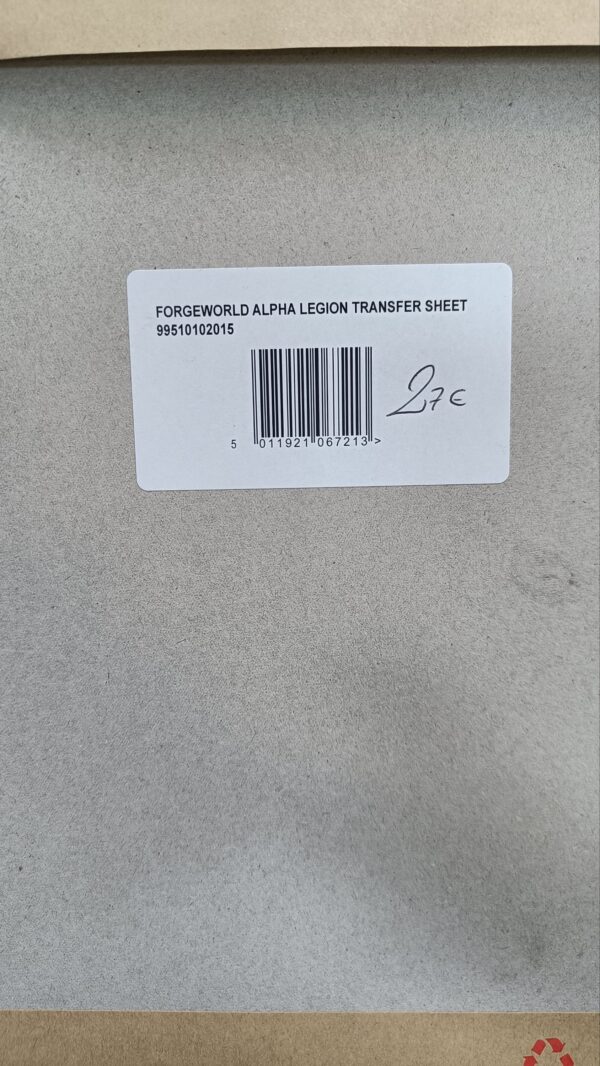 FORGEWORLD ALPHA LEGION TRANSFER SHEET
99510102015
27€
5 011921 067213 >